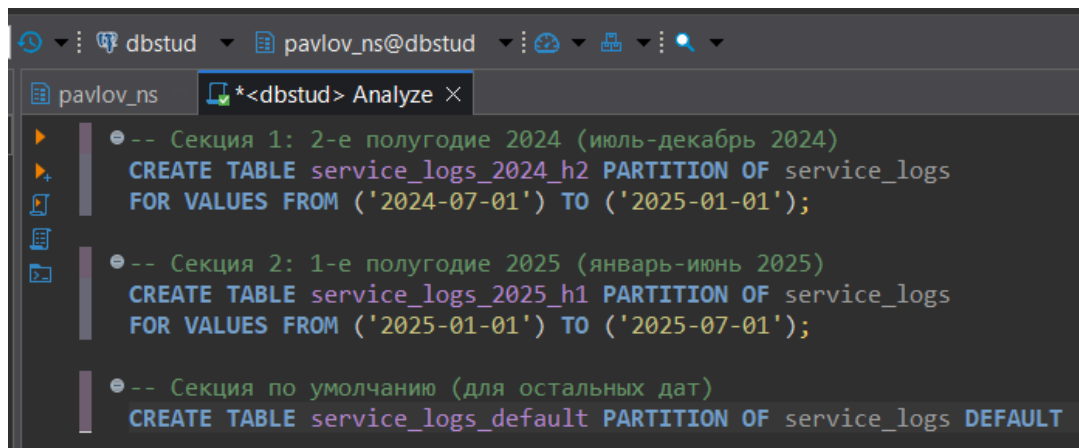 dbstud pavlov_ns@dbstud
pavlov_ns *<dbstud> Analyze
-- Секция 1: 2-е полугодие 2024 (июль-декабрь 2024)
CREATE TABLE service_logs_2024_h2 PARTITION OF service_logs
FOR VALUES FROM ('2024-07-01') TO ('2025-01-01');
-- Секция 2: 1-е полугодие 2025 (январь-июнь 2025)
CREATE TABLE service_logs_2025_h1 PARTITION OF service_logs
FOR VALUES FROM ('2025-01-01') TO ('2025-07-01');
-- Секция по умолчанию (для остальных дат)
CREATE TABLE service_logs_default PARTITION OF service_logs DEFAULT